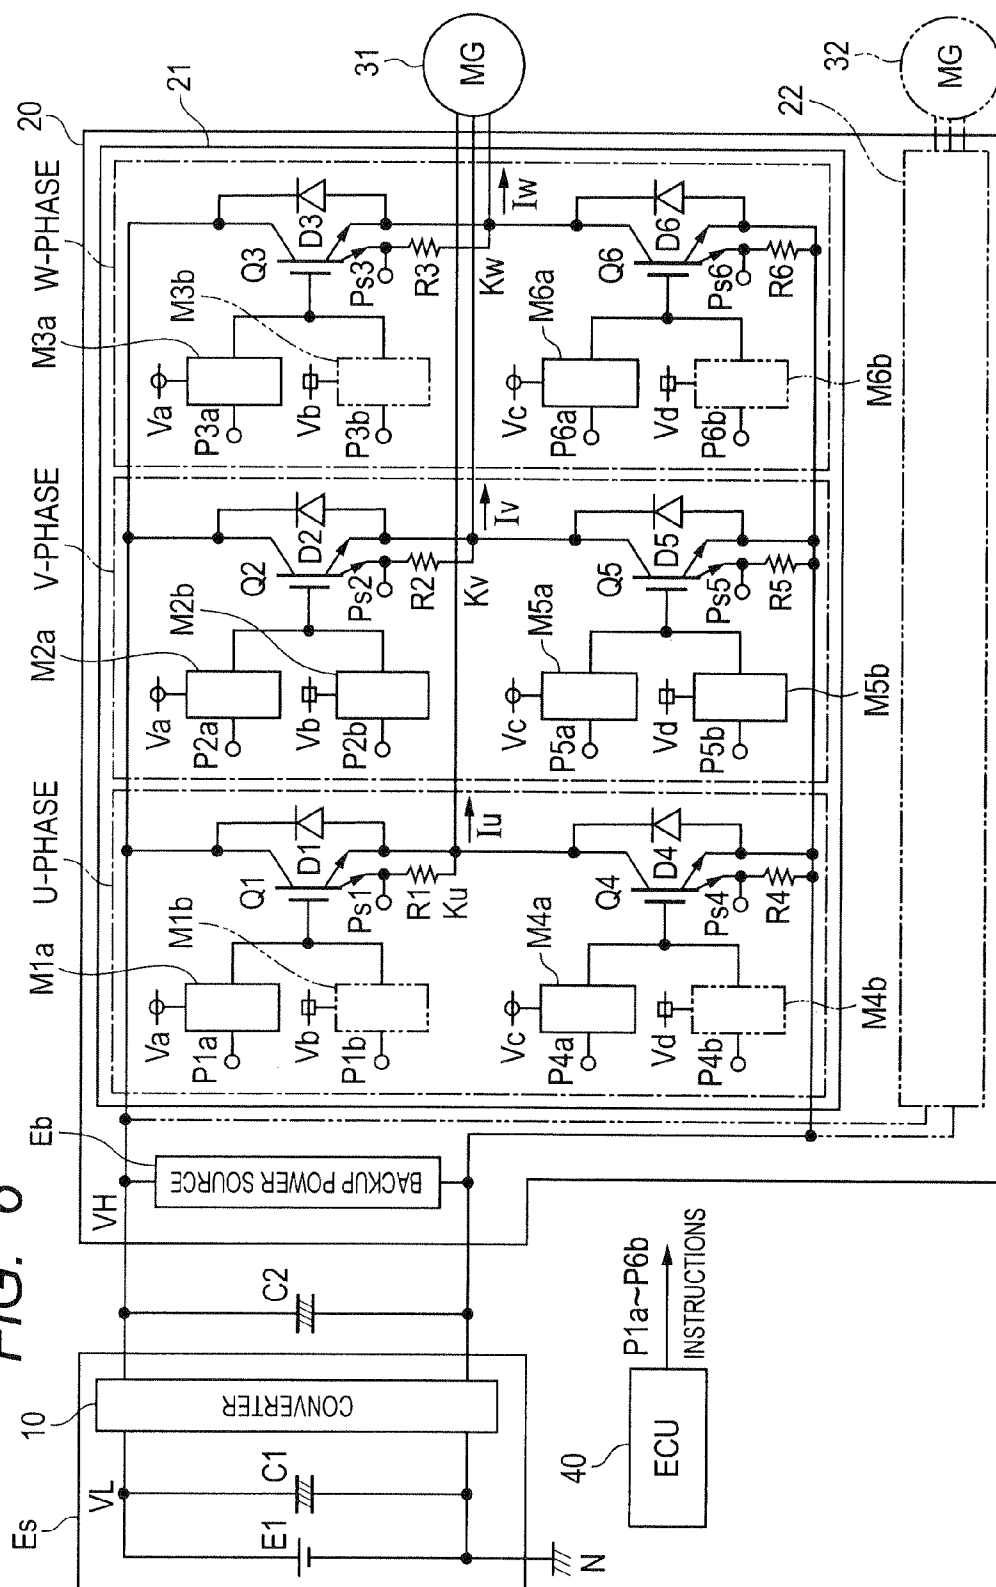 FIG. 6
Es
10
VL
E1
C1
N
CONVERTER
C2
VH
Eb
BACKUP POWER SOURCE
40
ECU
P1a~P6b
INSTRUCTIONS
20
21
U-PHASE
M1a
Va
P1a
M1b
Vb
P1b
Q1
D1
Ps1
R1
Ku
Iu
M4a
Vc
P4a
Vd
P4b
M4b
Q4
D4
Ps4
R4
V-PHASE
M2a
Va
P2a
M2b
Vb
P2b
Q2
D2
Ps2
R2
Kv
Iv
M5a
Vc
P5a
Vd
P5b
M5b
Q5
D5
Ps5
R5
W-PHASE
M3a
Va
P3a
M3b
Vb
P3b
Q3
D3
Ps3
R3
Kw
Iw
M6a
Vc
P6a
Vd
P6b
M6b
Q6
D6
Ps6
R6
31
MG
22
32
MG